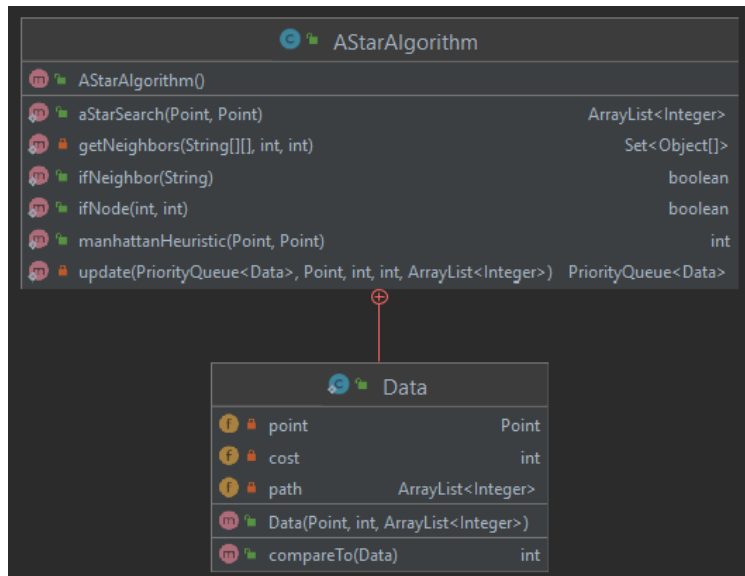 AStarAlgorithm
AStarAlgorithm()
aStarSearch(Point, Point) ArrayList<Integer>
getNeighbors(String[][], int, int) Set<Object[]>
ifNeighbor(String) boolean
ifNode(int, int) boolean
manhattanHeuristic(Point, Point) int
update(PriorityQueue<Data>, Point, int, int, ArrayList<Integer>) PriorityQueue<Data>
Data
point Point
cost int
path ArrayList<Integer>
Data(Point, int, ArrayList<Integer>)
compareTo(Data) int